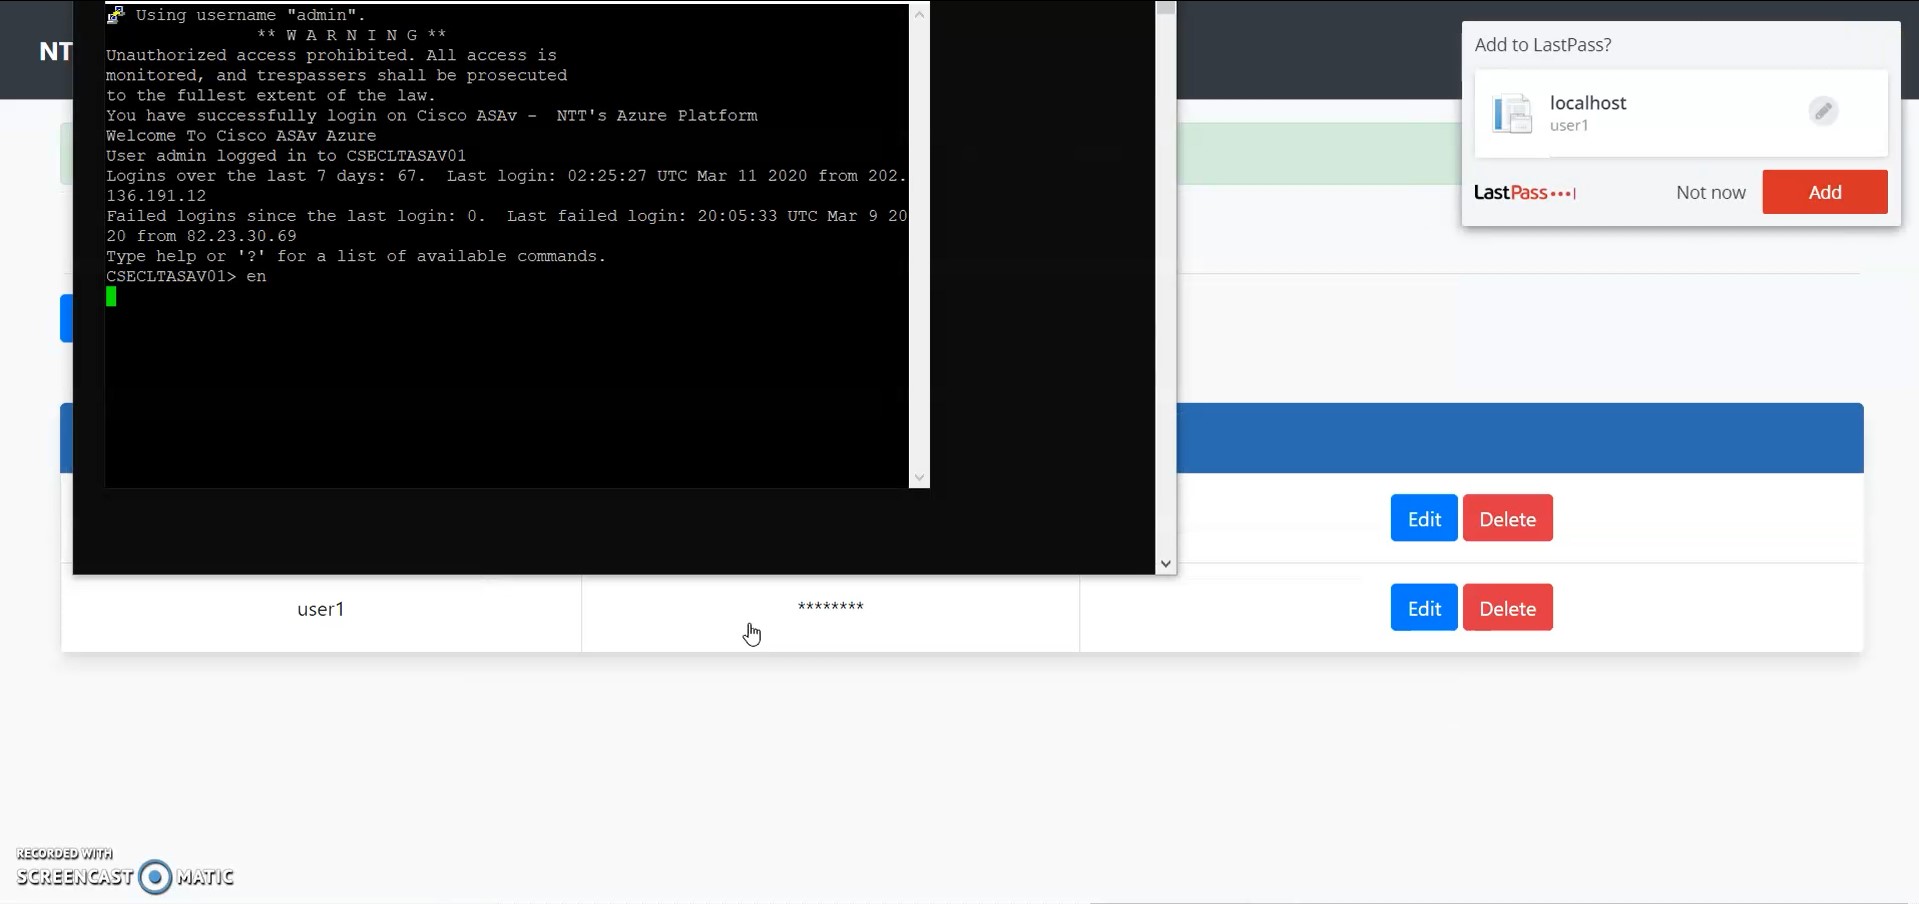 NT
Using username "admin".
** W A R N I N G **
Unauthorized access prohibited. All access is
monitored, and trespassers shall be prosecuted
to the fullest extent of the law.
You have successfully login on Cisco ASAv -  NTT's Azure Platform
Welcome To Cisco ASAv Azure
User admin logged in to CSECLTASAV01
Logins over the last 7 days: 67.  Last login: 02:25:27 UTC Mar 11 2020 from 202.
136.191.12
Failed logins since the last login: 0.  Last failed login: 20:05:33 UTC Mar 9 20
20 from 82.23.30.69
Type help or '?' for a list of available commands.
CSECLTASAV01> en
Add to LastPass?
localhost
user1
LastPass
Not now
Add
Edit
Delete
user1
********
Edit
Delete
RECORDED WITH
SCREENCAST MATIC